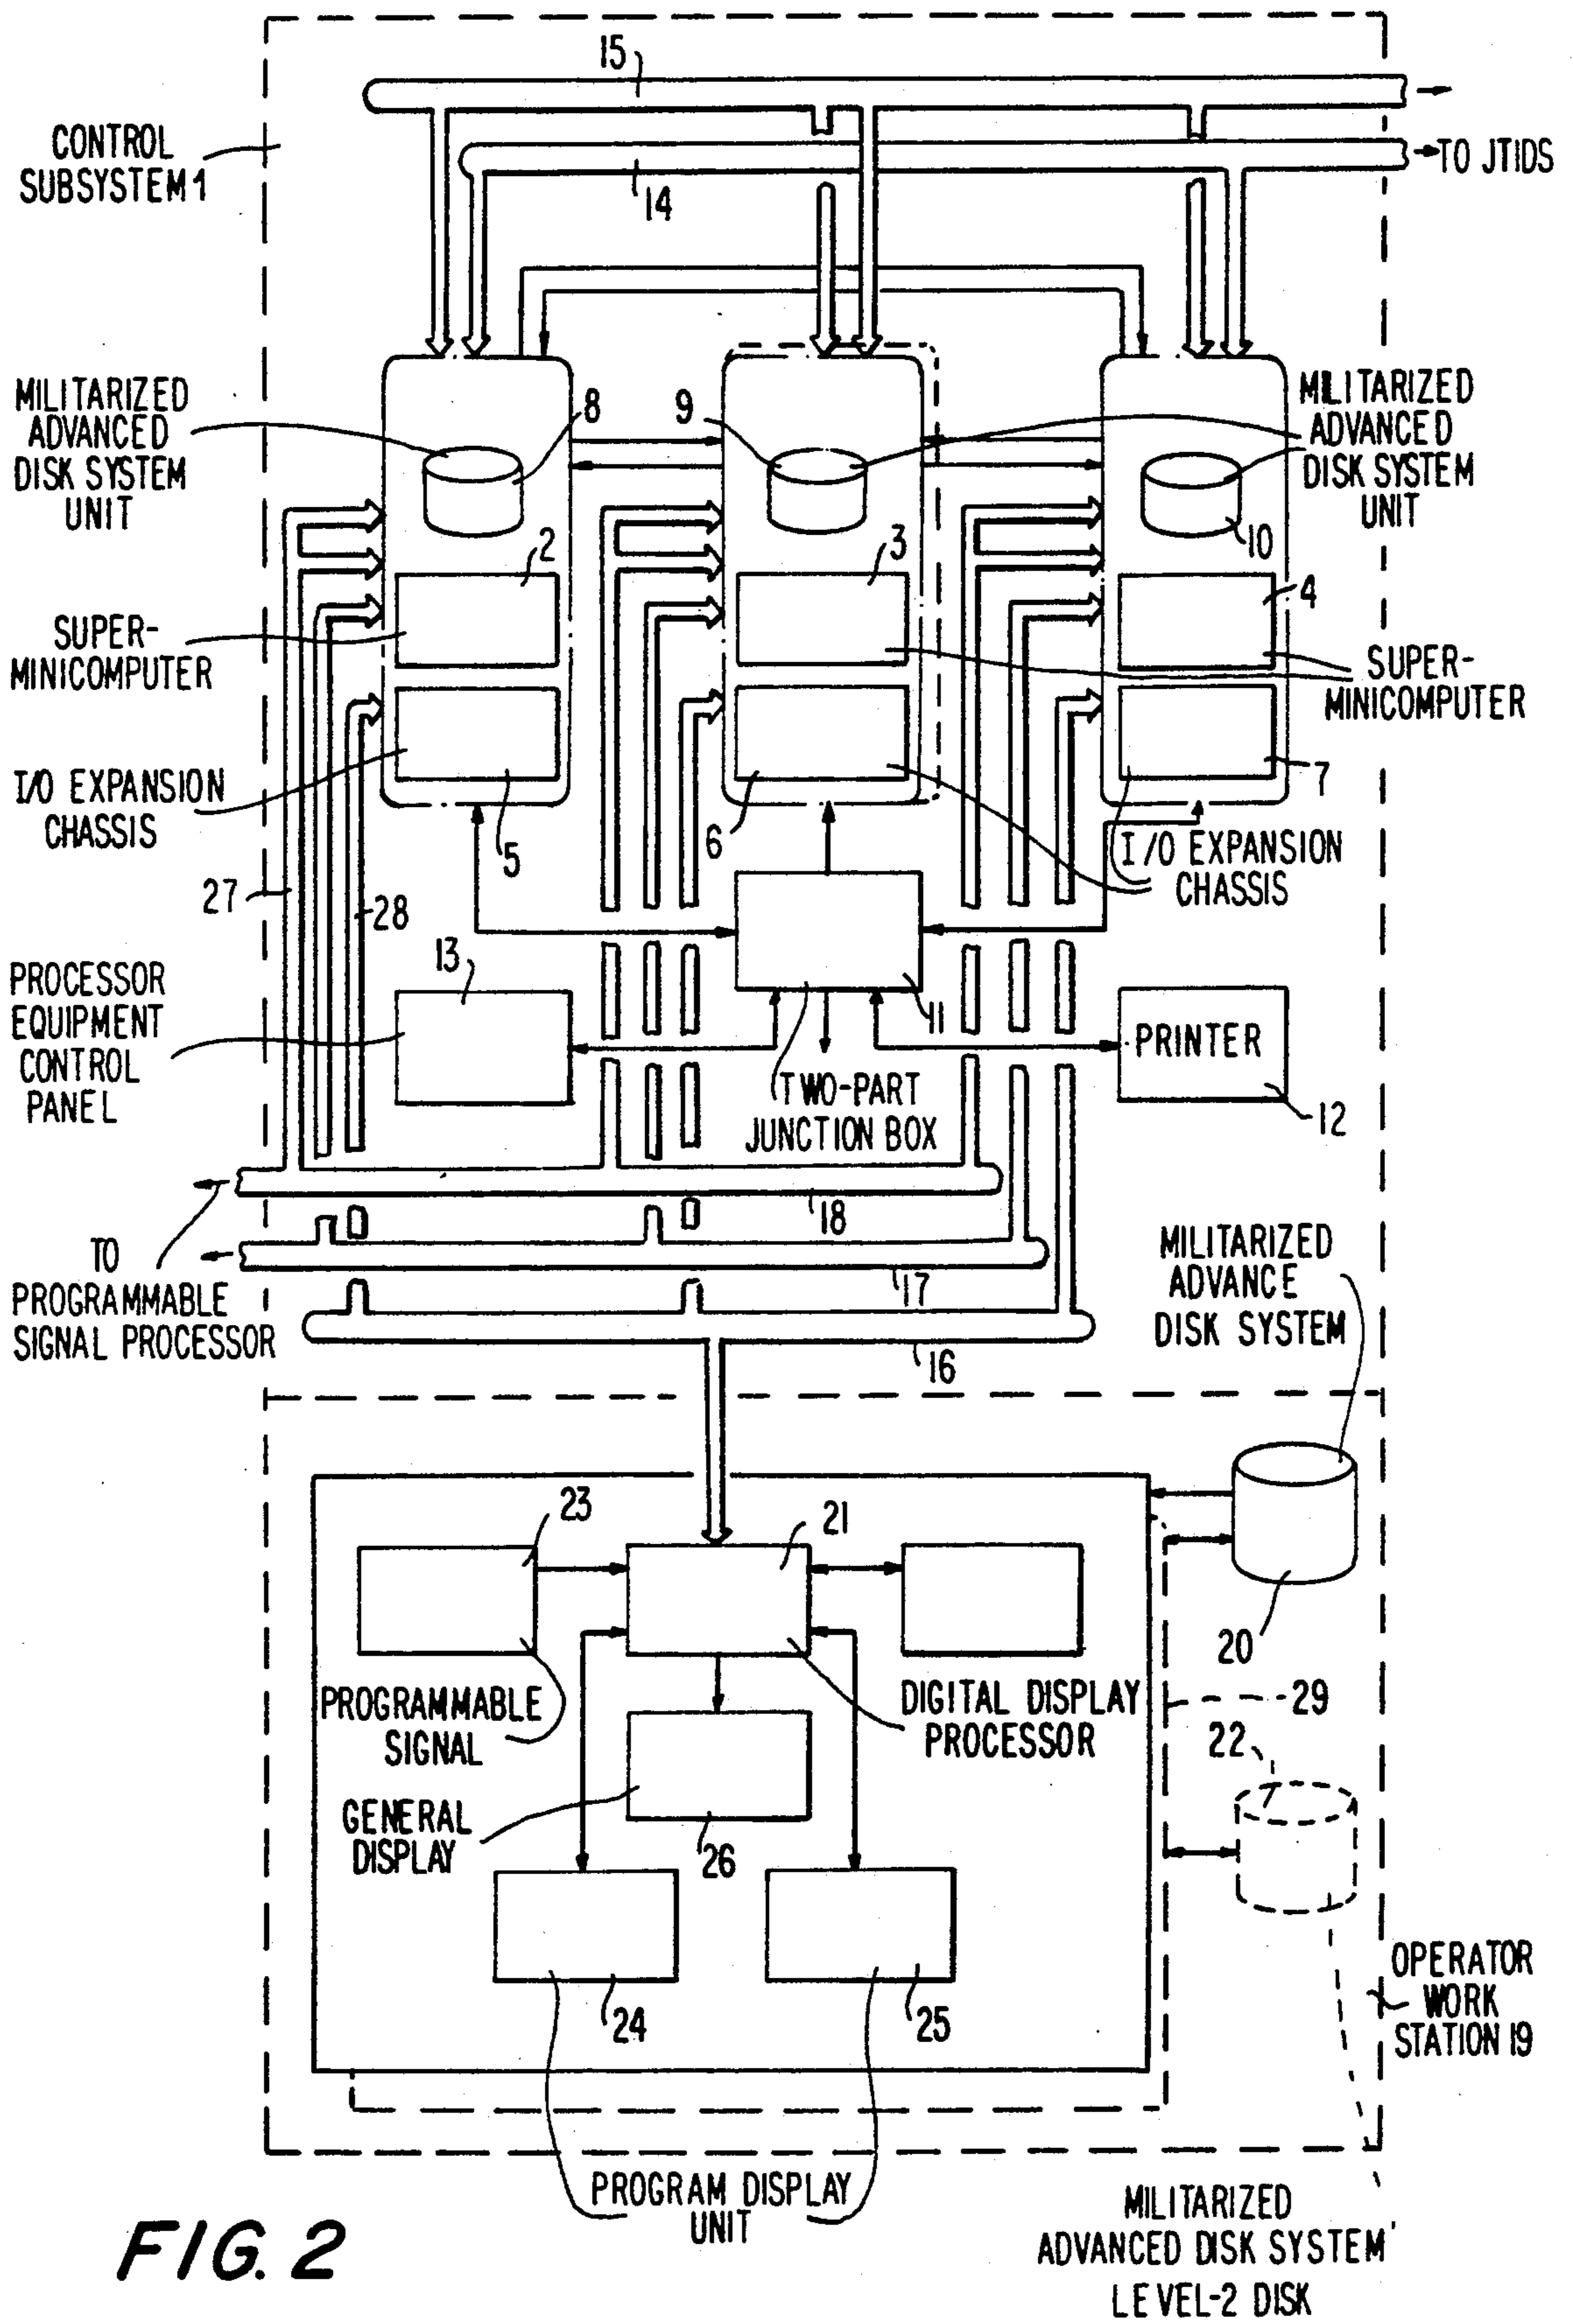 15
CONTROL
SUBSYSTEM 1
TO JTIDS
14
MILITARIZED
ADVANCED
DISK SYSTEM
UNIT
8
9
MILITARIZED
ADVANCED
DISK SYSTEM
UNIT
10
2
3
4
SUPER-
MINICOMPUTER
SUPER-
MINICOMPUTER
I/O EXPANSION
CHASSIS
5
6
7
I/O EXPANSION
CHASSIS
27
28
13
11
PROCESSOR
EQUIPMENT
CONTROL
PANEL
PRINTER
12
TWO-PART
JUNCTION BOX
18
TO
PROGRAMMABLE
SIGNAL PROCESSOR
17
16
MILITARIZED
ADVANCE
DISK SYSTEM
23
21
20
PROGRAMMABLE
SIGNAL
DIGITAL DISPLAY
PROCESSOR
29
22
GENERAL
DISPLAY
26
24
25
OPERATOR
WORK
STATION 19
PROGRAM DISPLAY
UNIT
MILITARIZED
ADVANCED DISK SYSTEM
LEVEL-2 DISK
FIG. 2